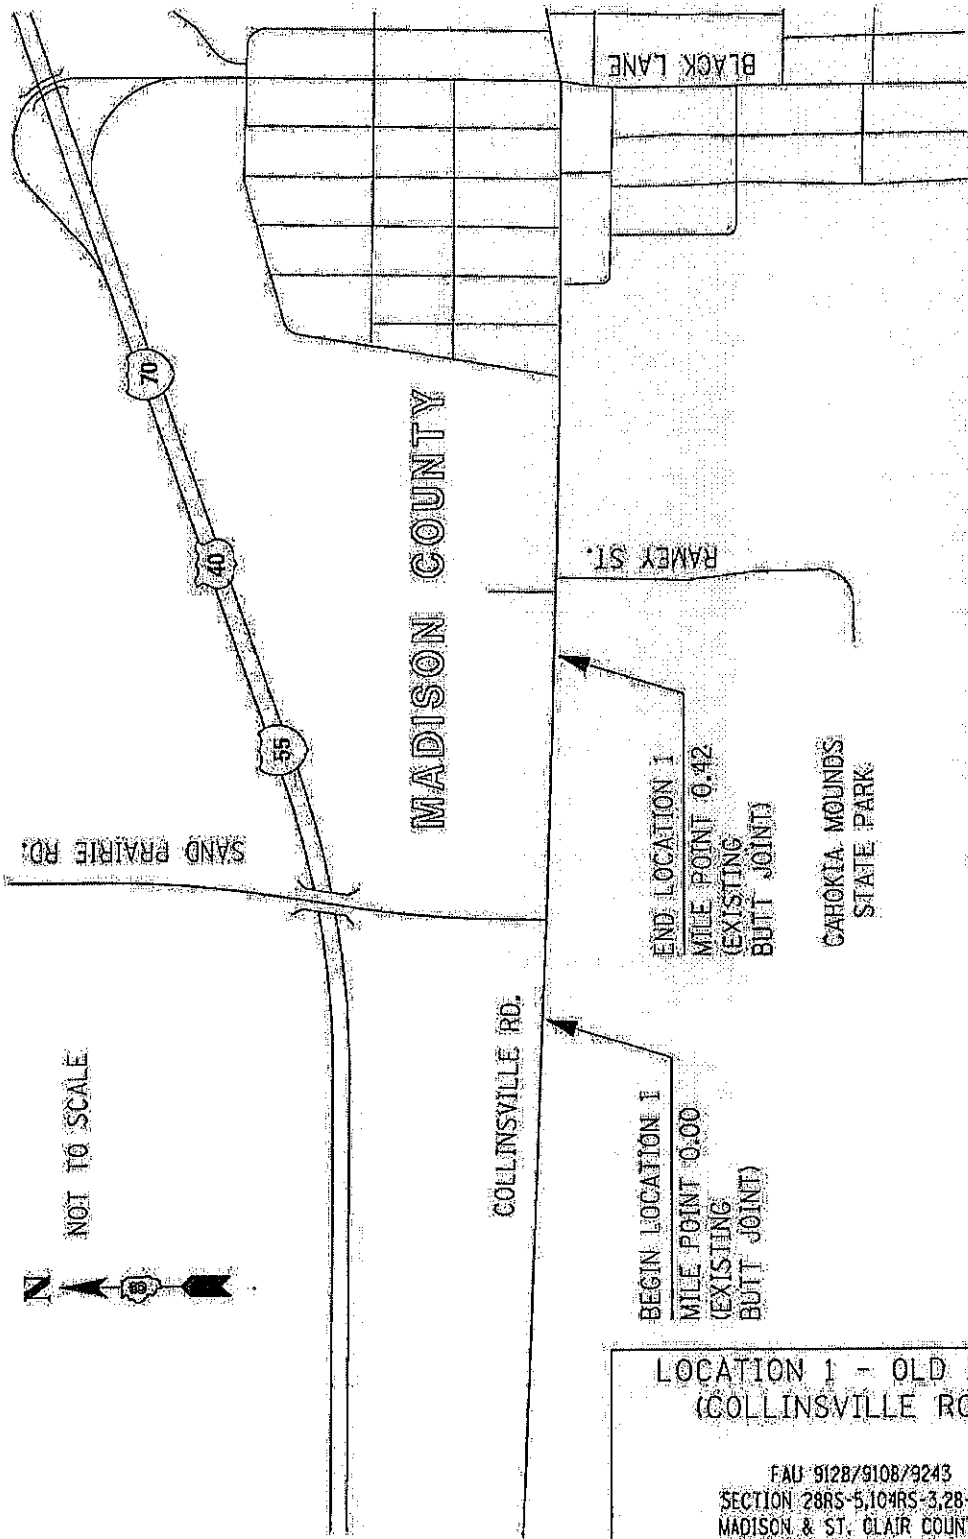 N
NOT TO SCALE
70
40
55
SAND PRAIRIE RD.
MADISON COUNTY
BLACK LANE
COLLINSVILLE RD.
RAMEY ST.
BEGIN LOCATION 1
MILE POINT 0.00
(EXISTING
BUTT JOINT)
END LOCATION 1
MILE POINT 0.42
(EXISTING
BUTT JOINT)
CAHOKIA MOUNDS
STATE PARK
LOCATION 1 - OLD
(COLLINSVILLE RO
FAU 9128/9108/9243
SECTION 28RS-5,104RS-3,28-
MADISON & ST. CLAIR COUN